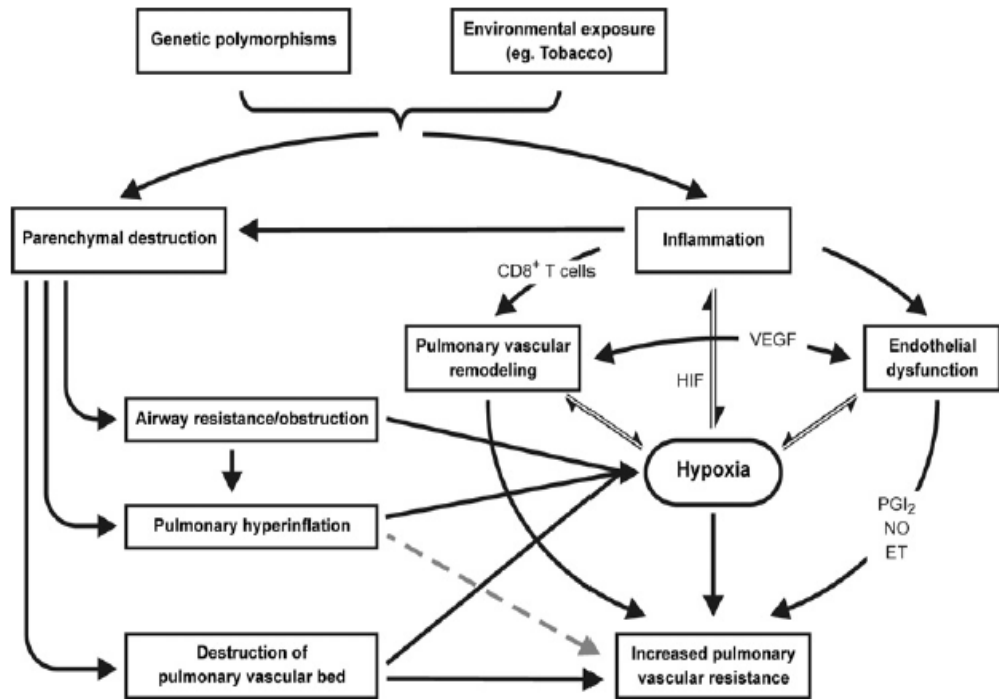 Genetic polymorphisms
Environmental exposure
(eg. Tobacco)
Parenchymal destruction
Inflammation
CD8⁺ T cells
Pulmonary vascular
remodeling
VEGF
Endothelial
dysfunction
HIF
Airway resistance/obstruction
Hypoxia
Pulmonary hyperinflation
PGI₂
NO
ET
Destruction of
pulmonary vascular bed
Increased pulmonary
vascular resistance